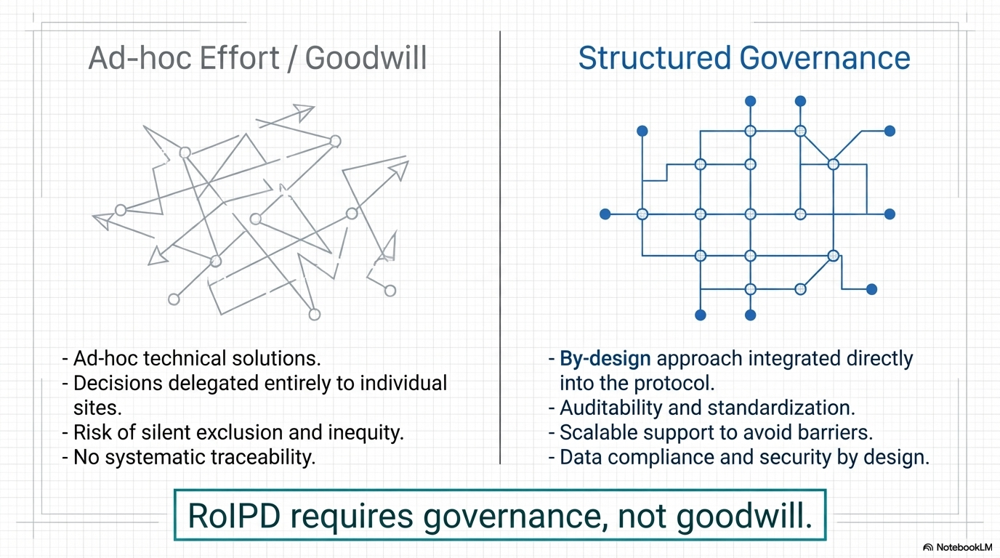 Ad-hoc Effort / Goodwill
- Ad-hoc technical solutions.
- Decisions delegated entirely to individual
sites.
- Risk of silent exclusion and inequity.
- No systematic traceability.
Structured Governance
- By-design approach integrated directly
into the protocol.
- Auditability and standardization.
- Scalable support to avoid barriers.
- Data compliance and security by design.
RoIPD requires governance, not goodwill.
NotebookLM